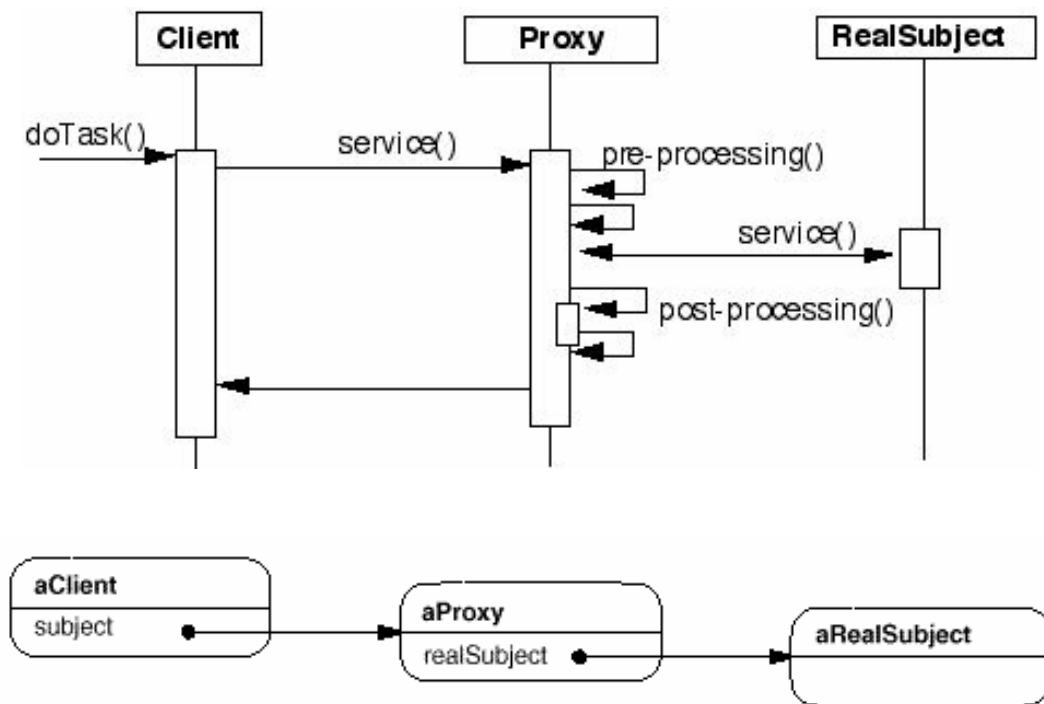 Client
Proxy
RealSubject
doTask()
service()
pre-processing()
service()
post-processing()
aClient
subject
aProxy
realSubject
aRealSubject